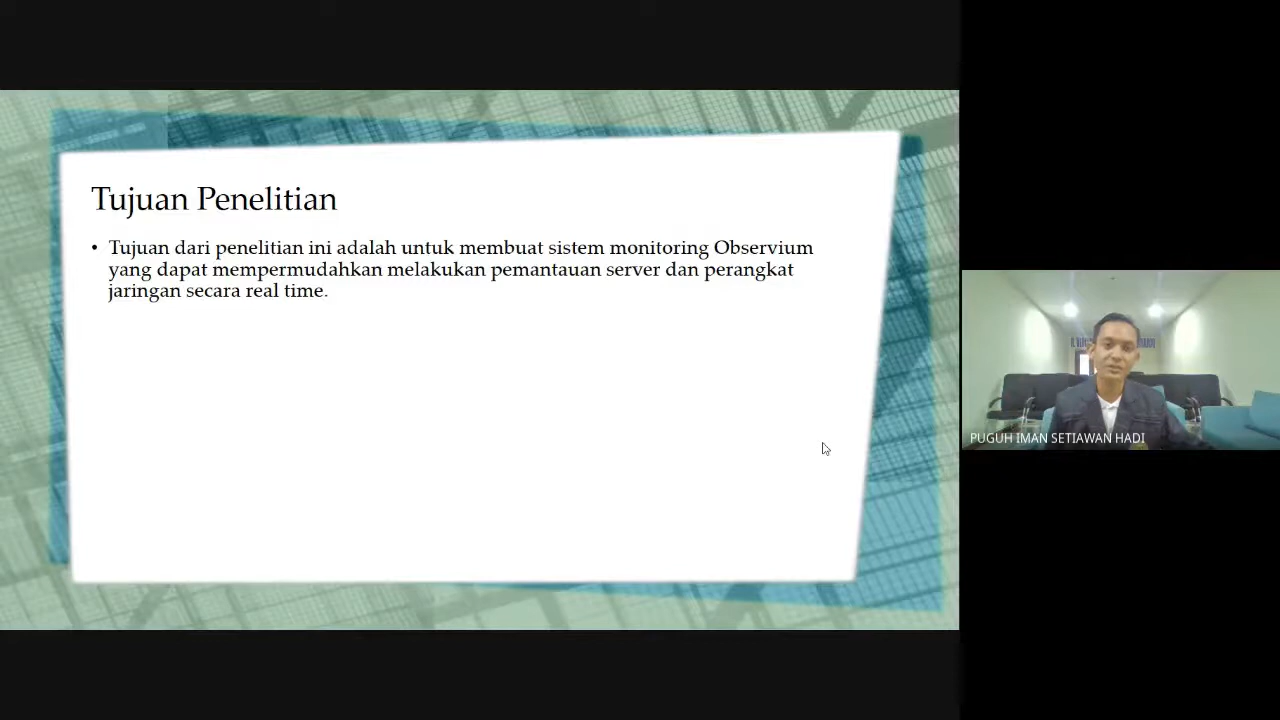 Tujuan Penelitian
• Tujuan dari penelitian ini adalah untuk membuat sistem monitoring Observium
yang dapat mempermudahkan melakukan pemantauan server dan perangkat
jaringan secara real time.
PUGUH IMAN SETIAWAN HADI